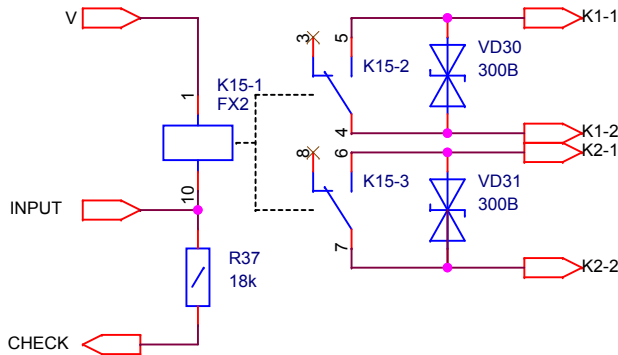 V
1
K15-1
FX2
3
5
K15-2
4
VD30
300B
K1-1
K1-2
K2-1
10
INPUT
8
6
K15-3
7
VD31
300B
K2-2
R37
18k
CHECK